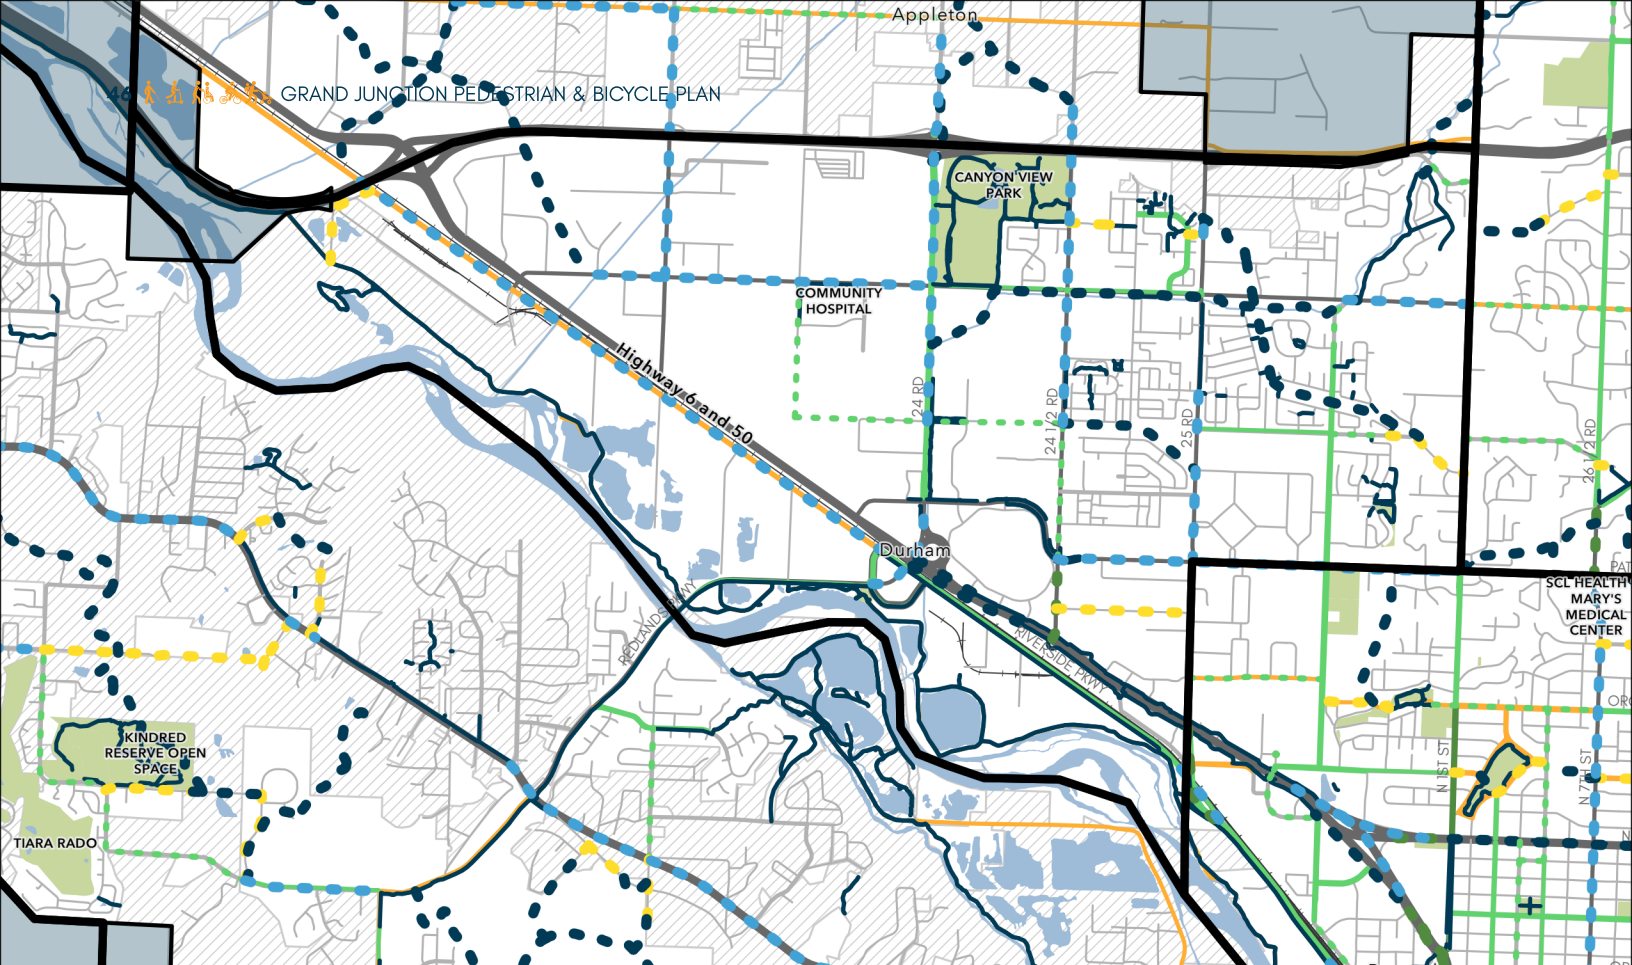 Appleton
46
GRAND JUNCTION PEDESTRIAN & BICYCLE PLAN
CANYON VIEW
PARK
COMMUNITY
HOSPITAL
Highway 6 and 50
24 RD
24 1/2 RD
25 RD
26 1/2 RD
Durham
PAT
SCL HEALTH
MARY'S
MEDICAL
CENTER
REDLANDS PKWY
RIVERSIDE PKWY
ORC
KINDRED
RESERVE OPEN
SPACE
N 1ST ST
N 7TH ST
TIARA RADO